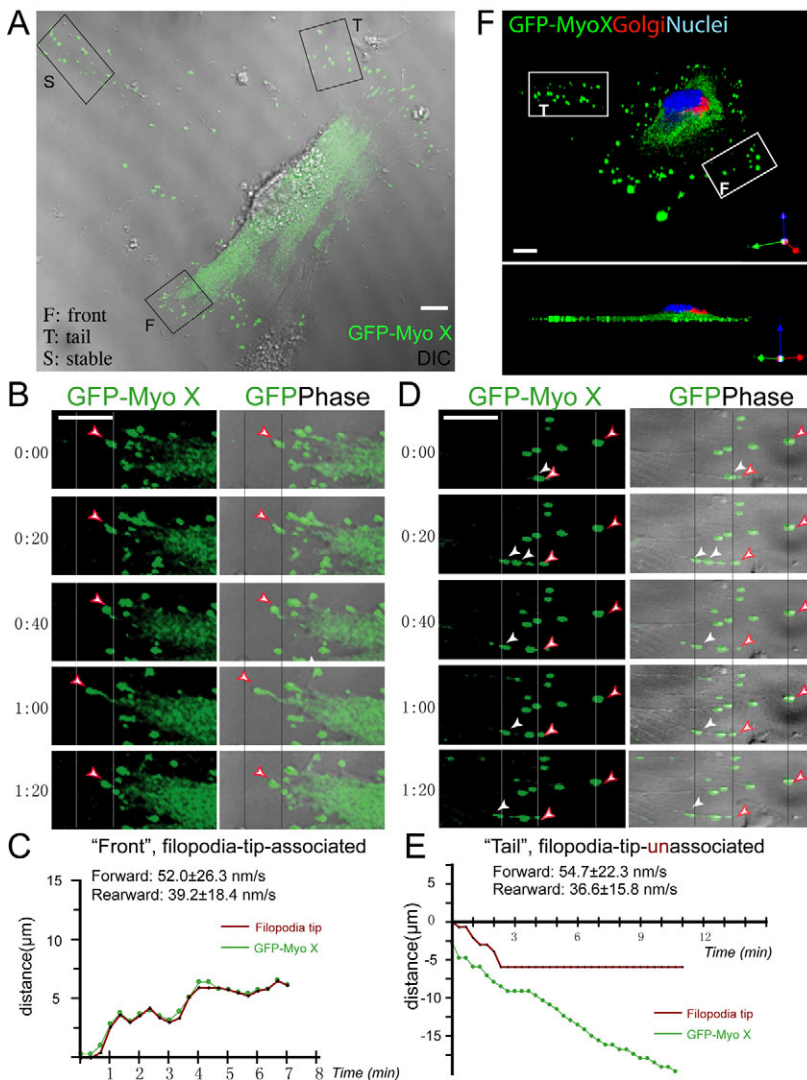 A
S
T
F
F: front
T: tail
S: stable
GFP-Myo X
DIC
F
GFP-MyoXGolgiNuclei
T
F
B
GFP-Myo X
GFPPhase
0:00
0:20
0:40
1:00
1:20
D
GFP-Myo X
GFPPhase
0:00
0:20
0:40
1:00
1:20
C
"Front", filopodia-tip-associated
Forward: 52.0±26.3 nm/s
Rearward: 39.2±18.4 nm/s
Filopodia tip
GFP-Myo X
distance(μm)
15
10
5
1 2 3 4 5 6 7 8 Time (min)
E
"Tail", filopodia-tip-unassociated
Forward: 54.7±22.3 nm/s
Rearward: 36.6±15.8 nm/s
distance(μm)
5
0
-5
-10
-15
3 6 9 12
Time (min)
Filopodia tip
GFP-Myo X